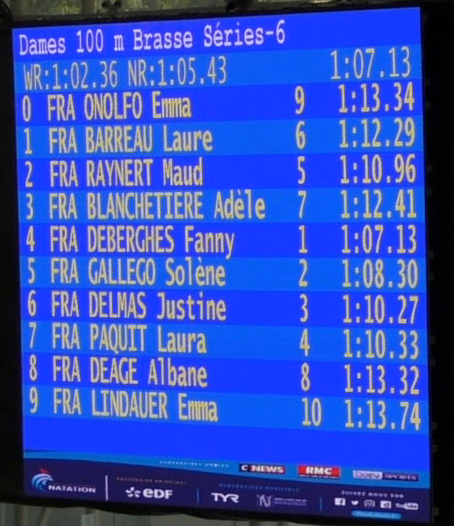 Dames 100 m Brasse Séries-6
WR:1:02.36 NR:1:05.43 1:07.13
0 FRA ONOLFO Emma 9 1:13.34
1 FRA BARREAU Laure 6 1:12.29
2 FRA RAYNERT Maud 5 1:10.96
3 FRA BLANCHETIERE Adèle 7 1:12.41
4 FRA DEBERGHES Fanny 1 1:07.13
5 FRA GALLEGO Solène 2 1:08.30
6 FRA DELMAS Justine 3 1:10.27
7 FRA PAQUIT Laura 4 1:10.33
8 FRA DEAGE Albane 8 1:13.32
9 FRA LINDAUER Emma 10 1:13.74
CNEWS RMC
NATATION eDF TYR
SUIVEZ NOUS SUR
YouTube